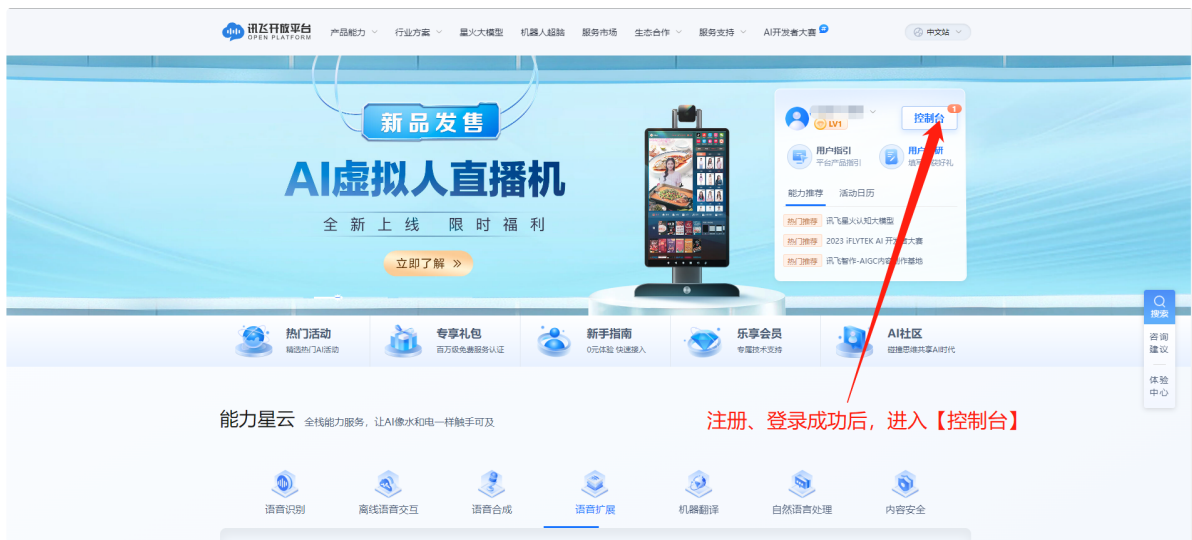 讯飞开放平台
OPEN PLATFORM
产品能力
行业方案
星火大模型
机器人超脑
服务市场
生态合作
服务支持
AI开发者大赛
中文站
新品发售
AI虚拟人直播机
全新上线 限时福利
立即了解 »
LV1
控制台
1
用户指引
平台产品指引
能力推荐
活动日历
热门推荐 讯飞星火认知大模型
热门推荐 2023 iFLYTEK AI 开发者大赛
热门推荐 讯飞智作-AIGC内容创作基地
热门活动
精选热门AI活动
专享礼包
百万级免费服务认证
新手指南
0元体验 快速接入
乐享会员
专属技术支持
AI社区
碰撞思维共享AI时代
搜索
咨询
建议
体验
中心
能力星云 全栈能力服务，让AI像水和电一样触手可及
注册、登录成功后，进入【控制台】
语音识别
离线语音交互
语音合成
语音扩展
机器翻译
自然语言处理
内容安全